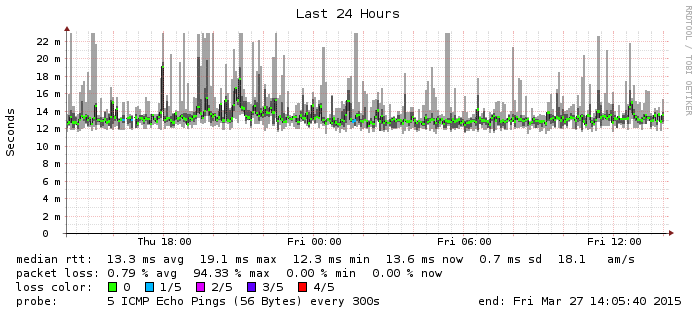 Last 24 Hours
RRDTOOL / TOBI OETIKER
Seconds
22 m
20 m
18 m
16 m
14 m
12 m
10 m
8 m
6 m
4 m
2 m
0
Thu 18:00 Fri 00:00 Fri 06:00 Fri 12:00
median rtt: 13.3 ms avg 19.1 ms max 12.3 ms min 13.6 ms now 0.7 ms sd 18.1 am/s
packet loss: 0.79 % avg 94.33 % max 0.00 % min 0.00 % now
loss color: 0 1/5 2/5 3/5 4/5
probe: 5 ICMP Echo Pings (56 Bytes) every 300s end: Fri Mar 27 14:05:40 2015